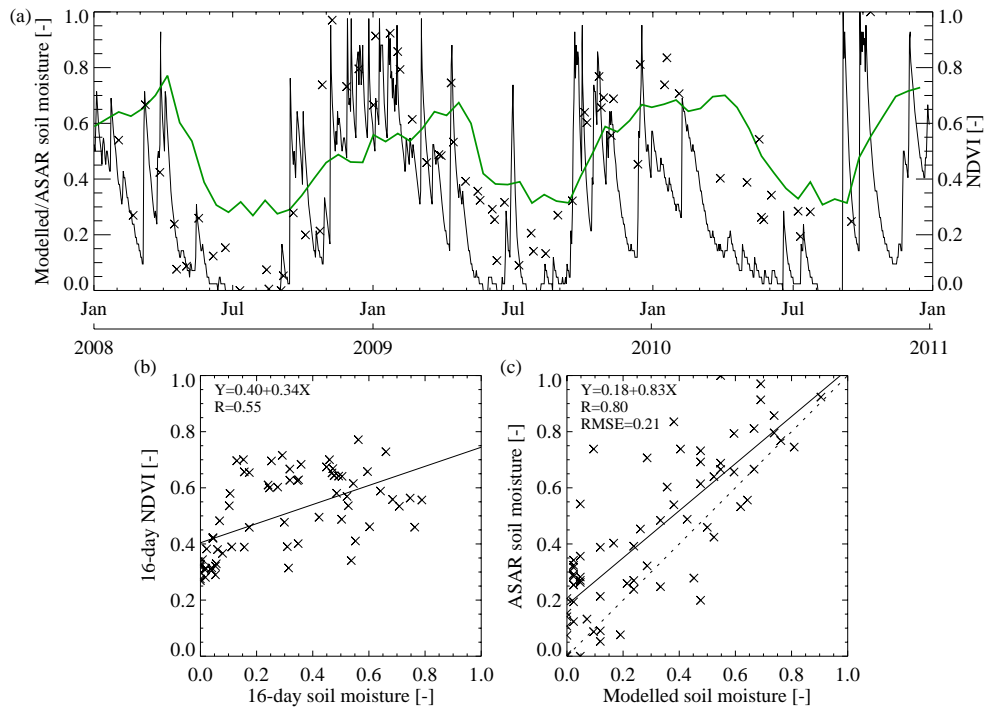 (a)
Modelled/ASAR soil moisture [-]
1.0
0.8
0.6
0.4
0.2
0.0
1.0
0.8
0.6
0.4
0.2
0.0
NDVI [-]
Jan Jul Jan Jul Jan Jul Jan
2008 2009 2010 2011
(b)
Y=0.40+0.34X
R=0.55
16-day NDVI [-]
1.0
0.8
0.6
0.4
0.2
0.0
0.0 0.2 0.4 0.6 0.8 1.0
16-day soil moisture [-]
(c)
Y=0.18+0.83X
R=0.80
RMSE=0.21
ASAR soil moisture [-]
1.0
0.8
0.6
0.4
0.2
0.0
0.0 0.2 0.4 0.6 0.8 1.0
Modelled soil moisture [-]